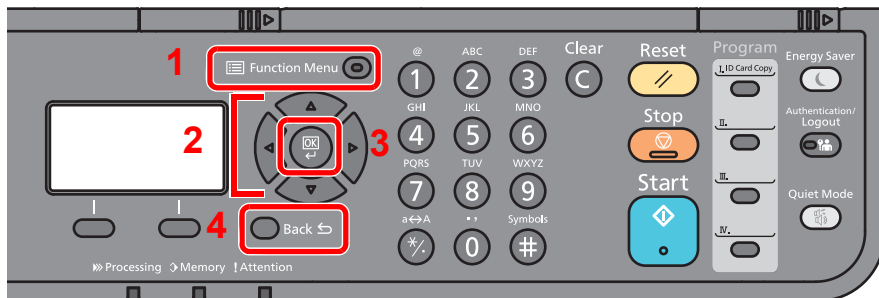 1
Function Menu
2
OK
3
4
Back
Processing
Memory
! Attention
@
ABC
DEF
Clear
1
2
3
C
GHI
JKL
MNO
4
5
6
PQRS
TUV
WXYZ
7
8
9
a↔A
.,
Symbols
*/.
0
#
Reset
Stop
Start
Program
I. ID Card Copy
II.
III.
IV.
Energy Saver
Authentication/
Logout
Quiet Mode